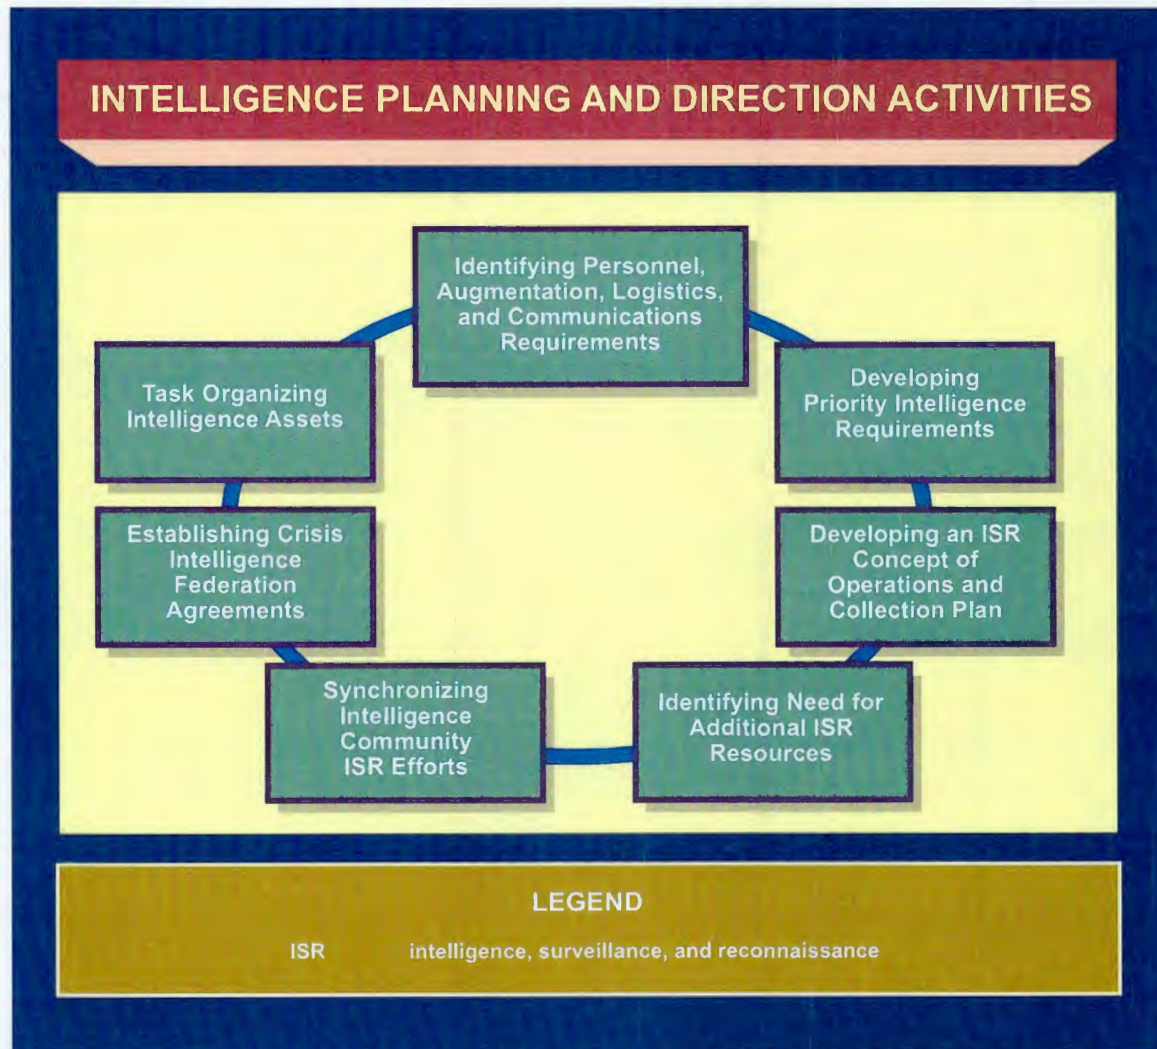 INTELLIGENCE PLANNING AND DIRECTION ACTIVITIES
Identifying Personnel,
Augmentation, Logistics,
and Communications
Requirements
Developing
Priority Intelligence
Requirements
Developing an ISR
Concept of
Operations and
Collection Plan
Identifying Need for
Additional ISR
Resources
Synchronizing
Intelligence
Community
ISR Efforts
Establishing Crisis
Intelligence
Federation
Agreements
Task Organizing
Intelligence Assets
LEGEND
ISR intelligence, surveillance, and reconnaissance